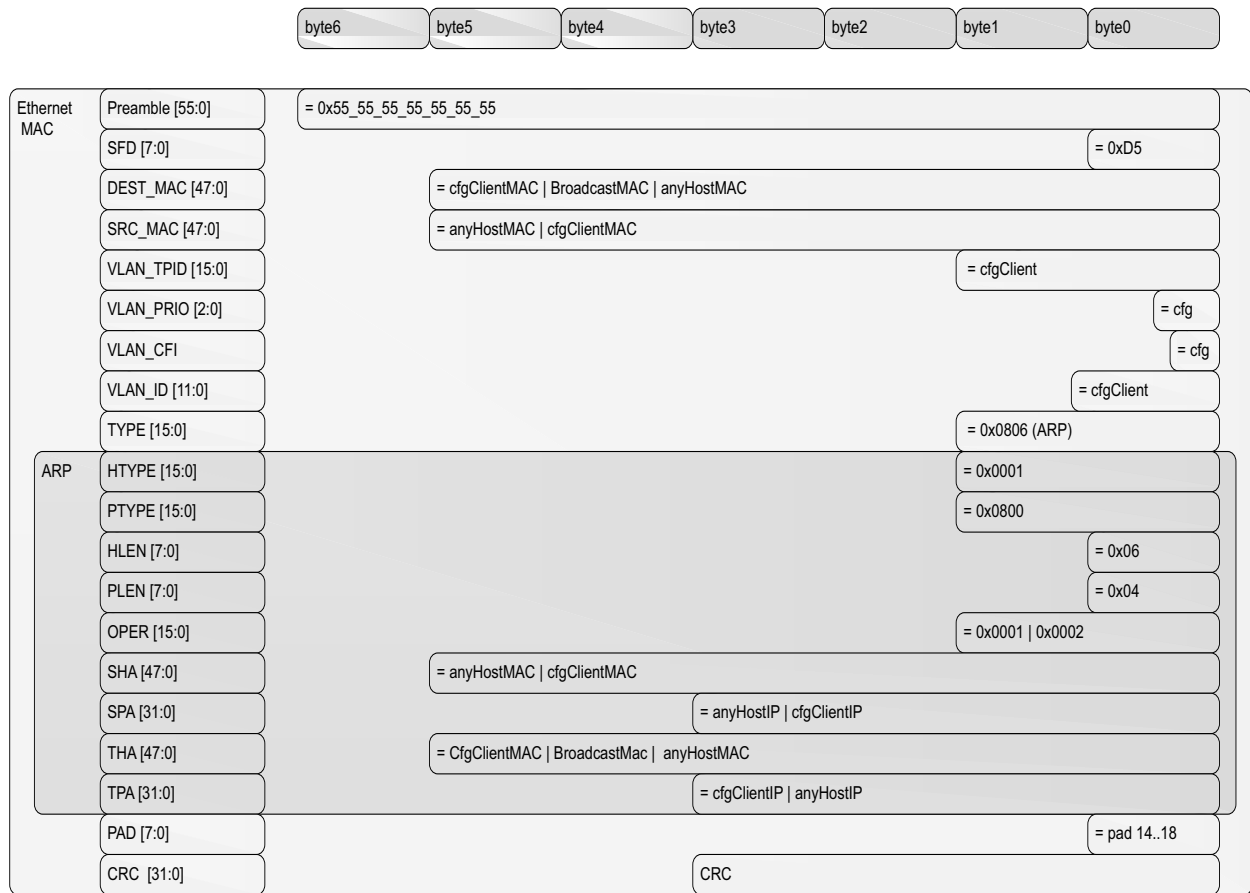 byte6 byte5 byte4 byte3 byte2 byte1 byte0
Ethernet Preamble [55:0] = 0x55_55_55_55_55_55_55
MAC
SFD [7:0] = 0xD5
DEST_MAC [47:0] = cfgClientMAC | BroadcastMAC | anyHostMAC
SRC_MAC [47:0] = anyHostMAC | cfgClientMAC
VLAN_TPID [15:0] = cfgClient
VLAN_PRIO [2:0] = cfg
VLAN_CFI = cfg
VLAN_ID [11:0] = cfgClient
TYPE [15:0] = 0x0806 (ARP)
ARP HTYPE [15:0] = 0x0001
PTYPE [15:0] = 0x0800
HLEN [7:0] = 0x06
PLEN [7:0] = 0x04
OPER [15:0] = 0x0001 | 0x0002
SHA [47:0] = anyHostMAC | cfgClientMAC
SPA [31:0] = anyHostIP | cfgClientIP
THA [47:0] = CfgClientMAC | BroadcastMac | anyHostMAC
TPA [31:0] = cfgClientIP | anyHostIP
PAD [7:0] = pad 14..18
CRC [31:0] CRC